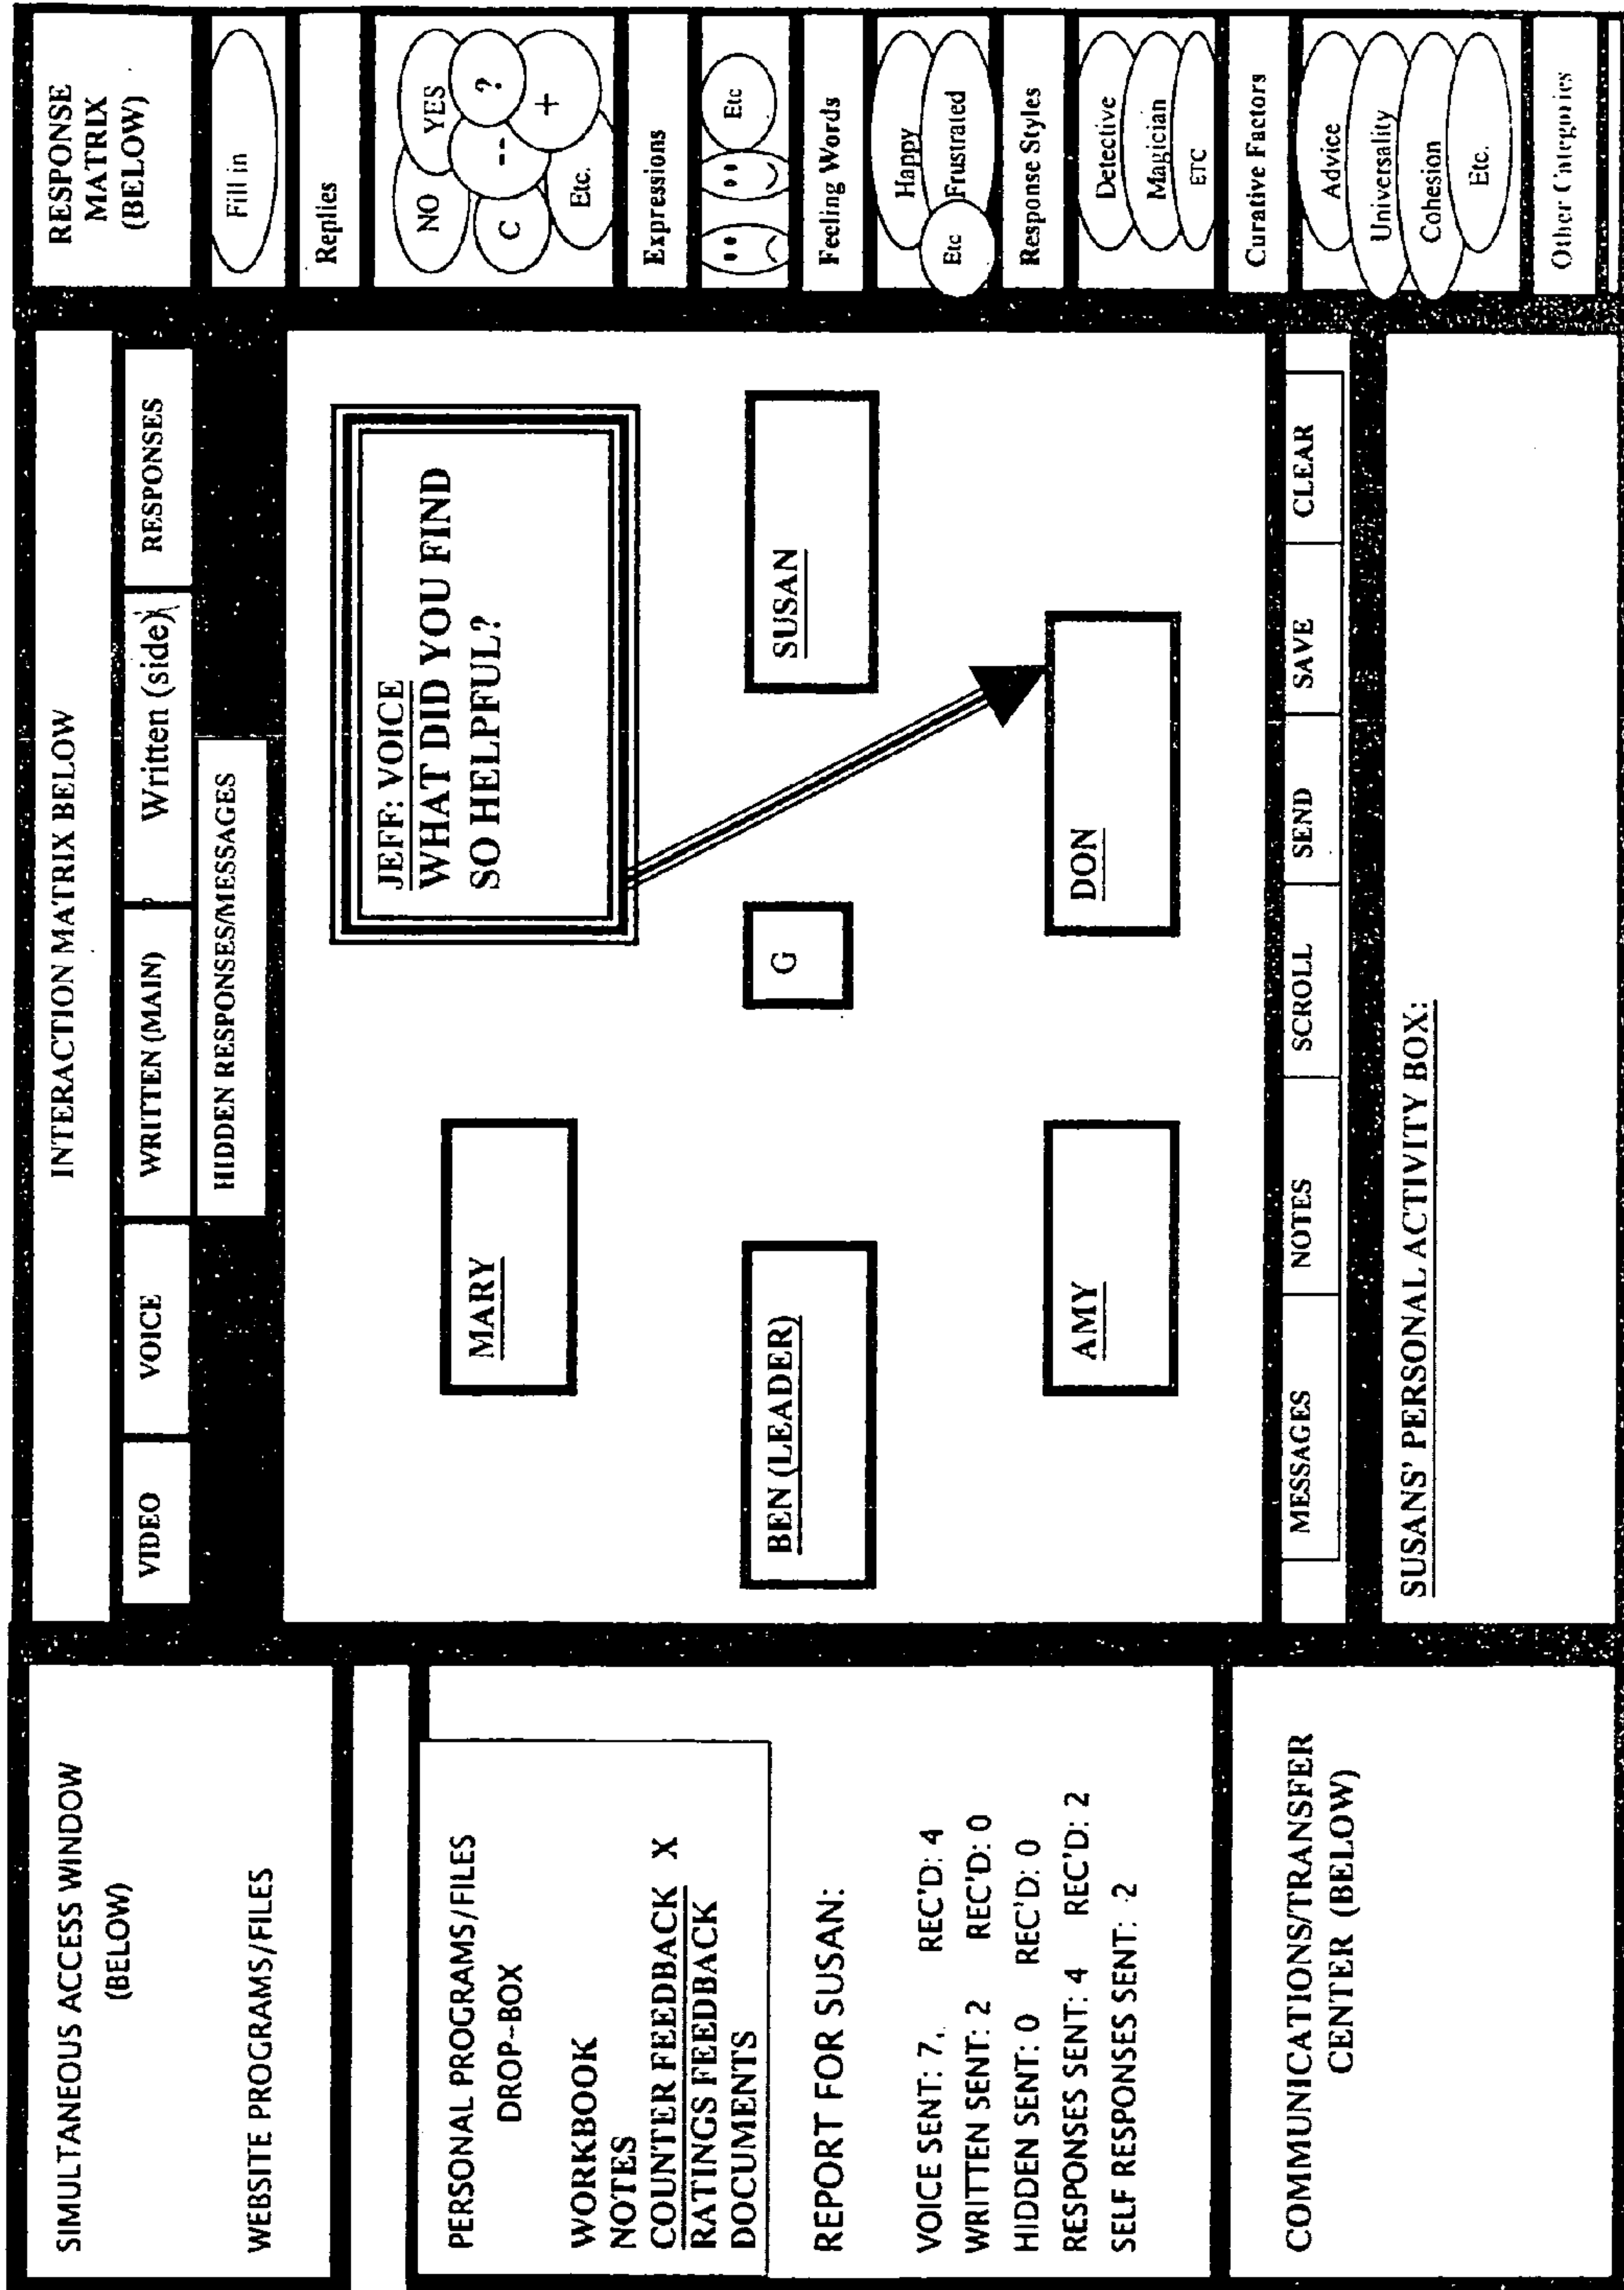 SIMULTANEOUS ACCESS WINDOW
(BELOW)
WEBSITE PROGRAMS/FILES
PERSONAL PROGRAMS/FILES
DROP-BOX
WORKBOOK
NOTES
COUNTER FEEDBACK X
RATINGS FEEDBACK
DOCUMENTS
REPORT FOR SUSAN:
VOICE SENT: 7. REC'D: 4
WRITTEN SENT: 2 REC'D: 0
HIDDEN SENT: 0 REC'D: 0
RESPONSES SENT: 4 REC'D: 2
SELF RESPONSES SENT: 2
COMMUNICATIONS/TRANSFER
CENTER (BELOW)
INTERACTION MATRIX BELOW
VIDEO
VOICE
WRITTEN (MAIN)
Written (side)
RESPONSES
HIDDEN RESPONSES/MESSAGES
MARY
JEFF: VOICE
WHAT DID YOU FIND
SO HELPFUL?
BEN (LEADER)
G
SUSAN
AMY
DON
MESSAGES
NOTES
SCROLL
SEND
SAVE
CLEAR
SUSANS' PERSONAL ACTIVITY BOX:
RESPONSE
MATRIX
(BELOW)
Fill in
Replies
NO
YES
C
--
?
Etc.
+
Expressions
Etc
Feeling Words
Happy
Etc
Frustrated
Response Styles
Detective
Magician
ETC
Curative Factors
Advice
Universality
Cohesion
Etc.
Other Categories